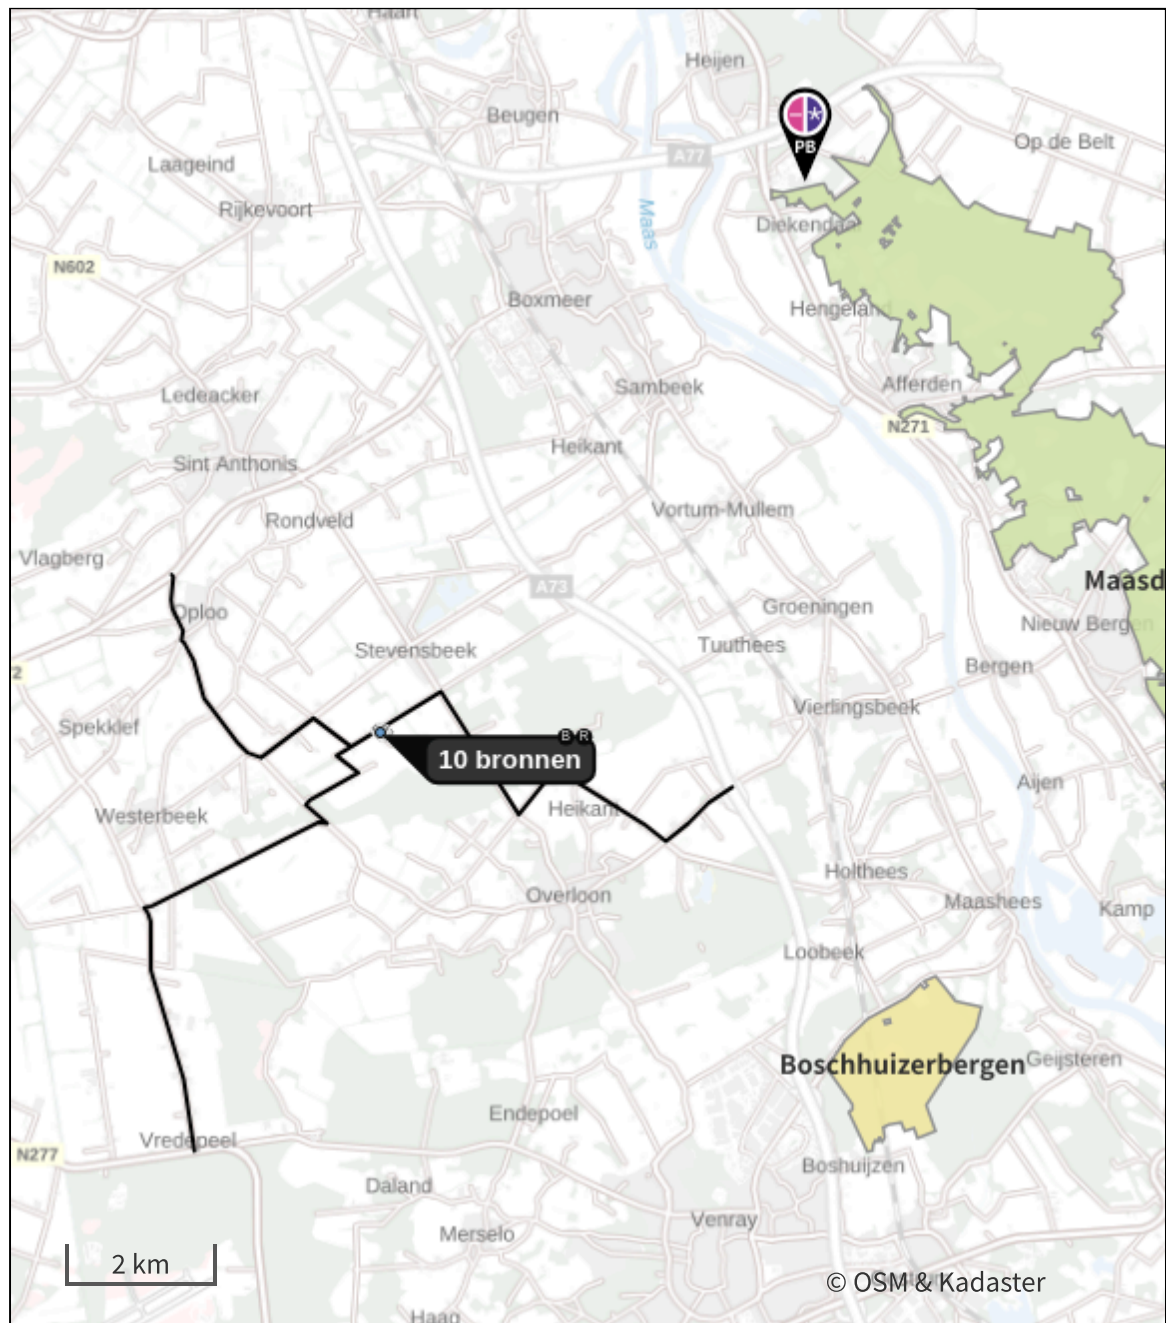 Haart
Heijen
Beugen
PB
Op de Belt
A77
Laageind
Rijkevoort
Maas
Diekendaal
N602
Boxmeer
Hengeland
Afferden
Sambeek
Ledeacker
N271
Heikant
Sint Anthonis
Vortum-Mullem
Rondveld
Vlagberg
A73
Maasd
Groeningen
Oploo
Nieuw Bergen
Tuuthees
Stevensbeek
Bergen
2
Vierlingsbeek
Spekklef
B R
10 bronnen
Aijen
Heikant
Westerbeek
Holthees
Overloon
Maashees
Kamp
Loobeek
Boschhuizerbergen
Geijsteren
Endepoel
Vredepeel
N277
Boshuijzen
Daland
Venray
Merselo
2 km
© OSM & Kadaster
Haag